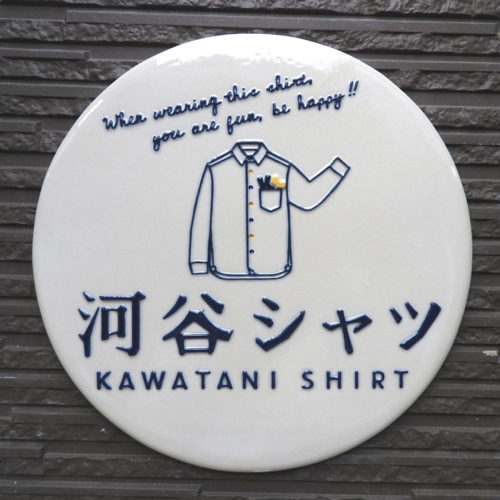 When wearing this shirt,
you are fun, be happy!!
河谷シャツ
KAWATANI SHIRT